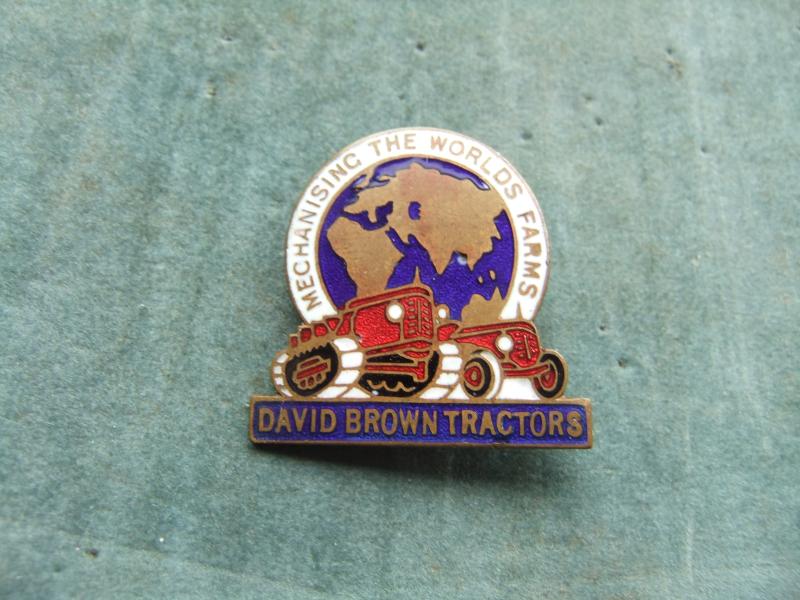 MECHANISING THE WORLDS FARMS
DAVID BROWN TRACTORS